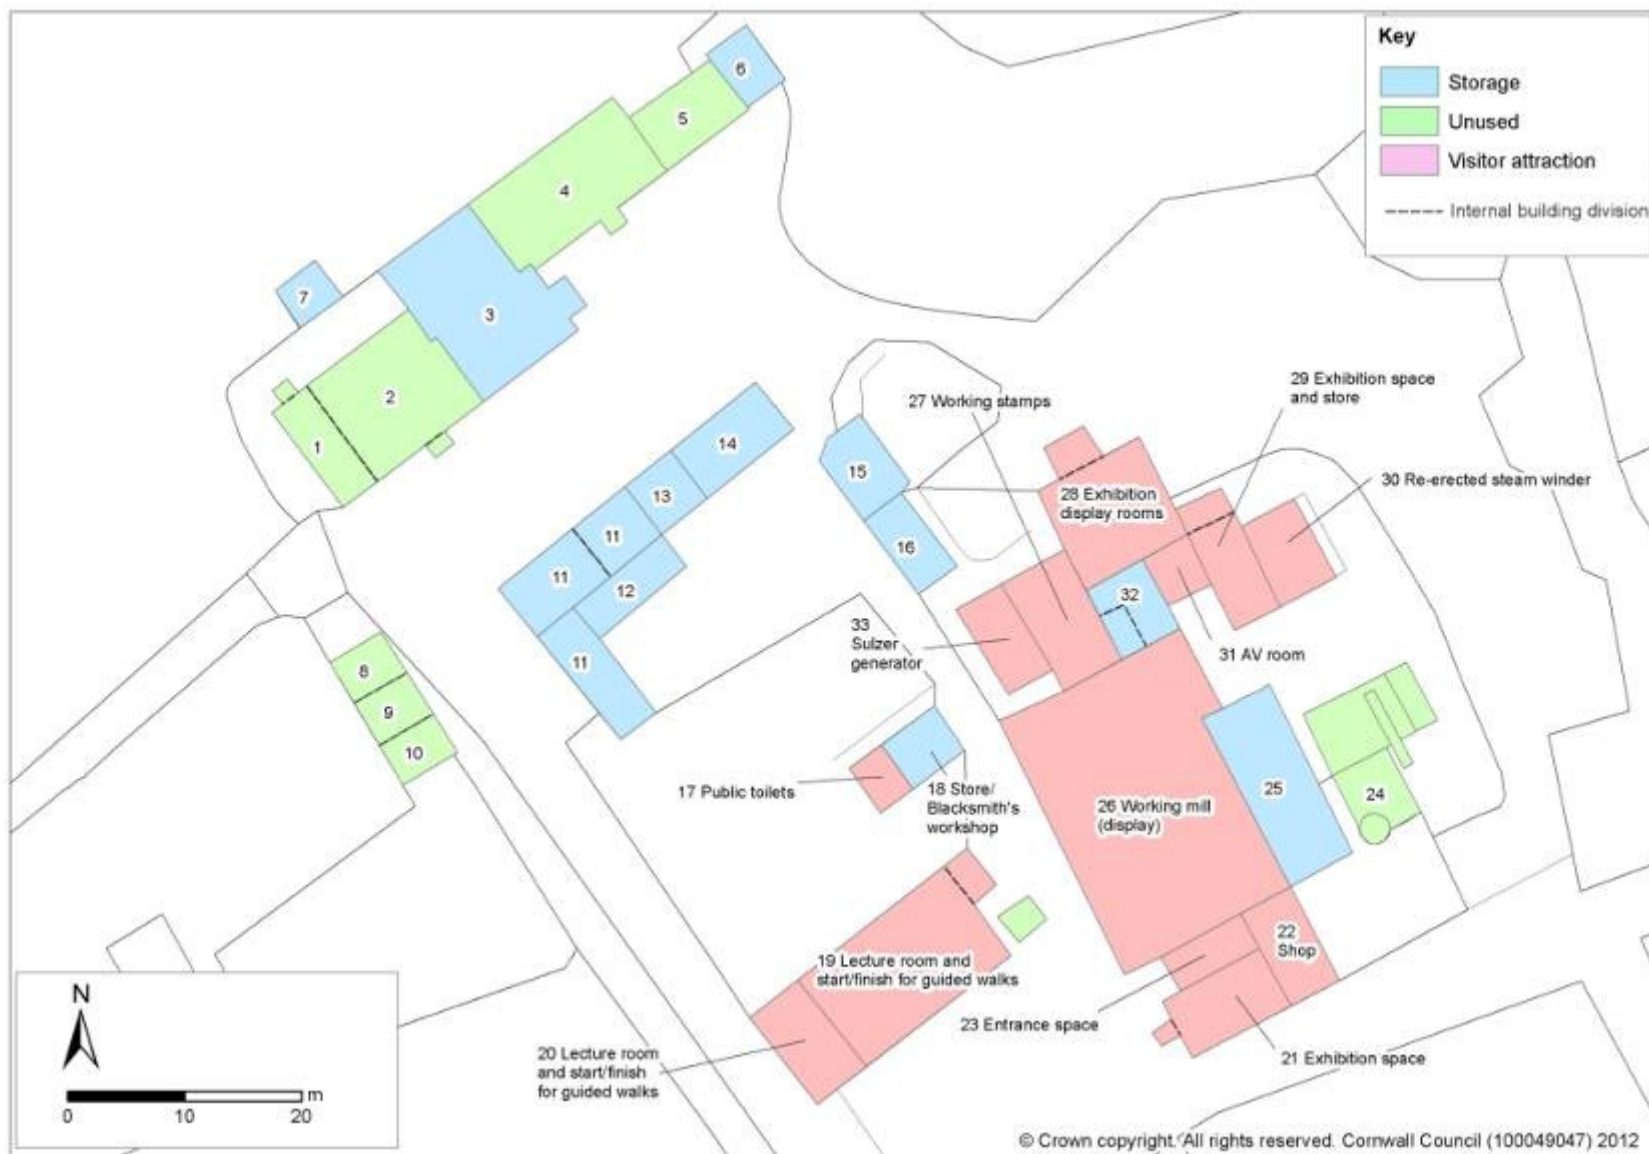 Key
Storage
Unused
Visitor attraction
Internal building division
6
5
4
7
3
2
1
14
13
11
11
12
11
15
16
8
9
10
27 Working stamps
29 Exhibition space
and store
28 Exhibition
display rooms
30 Re-erected steam winder
32
33
Sulzer
generator
31 AV room
17 Public toilets
18 Store/
Blacksmith's
workshop
26 Working mill
(display)
25
24
19 Lecture room and
start/finish for guided walks
22
Shop
23 Entrance space
20 Lecture room
and start/finish
for guided walks
21 Exhibition space
N
m
0
10
20
© Crown copyright. All rights reserved. Cornwall Council (100049047) 2012